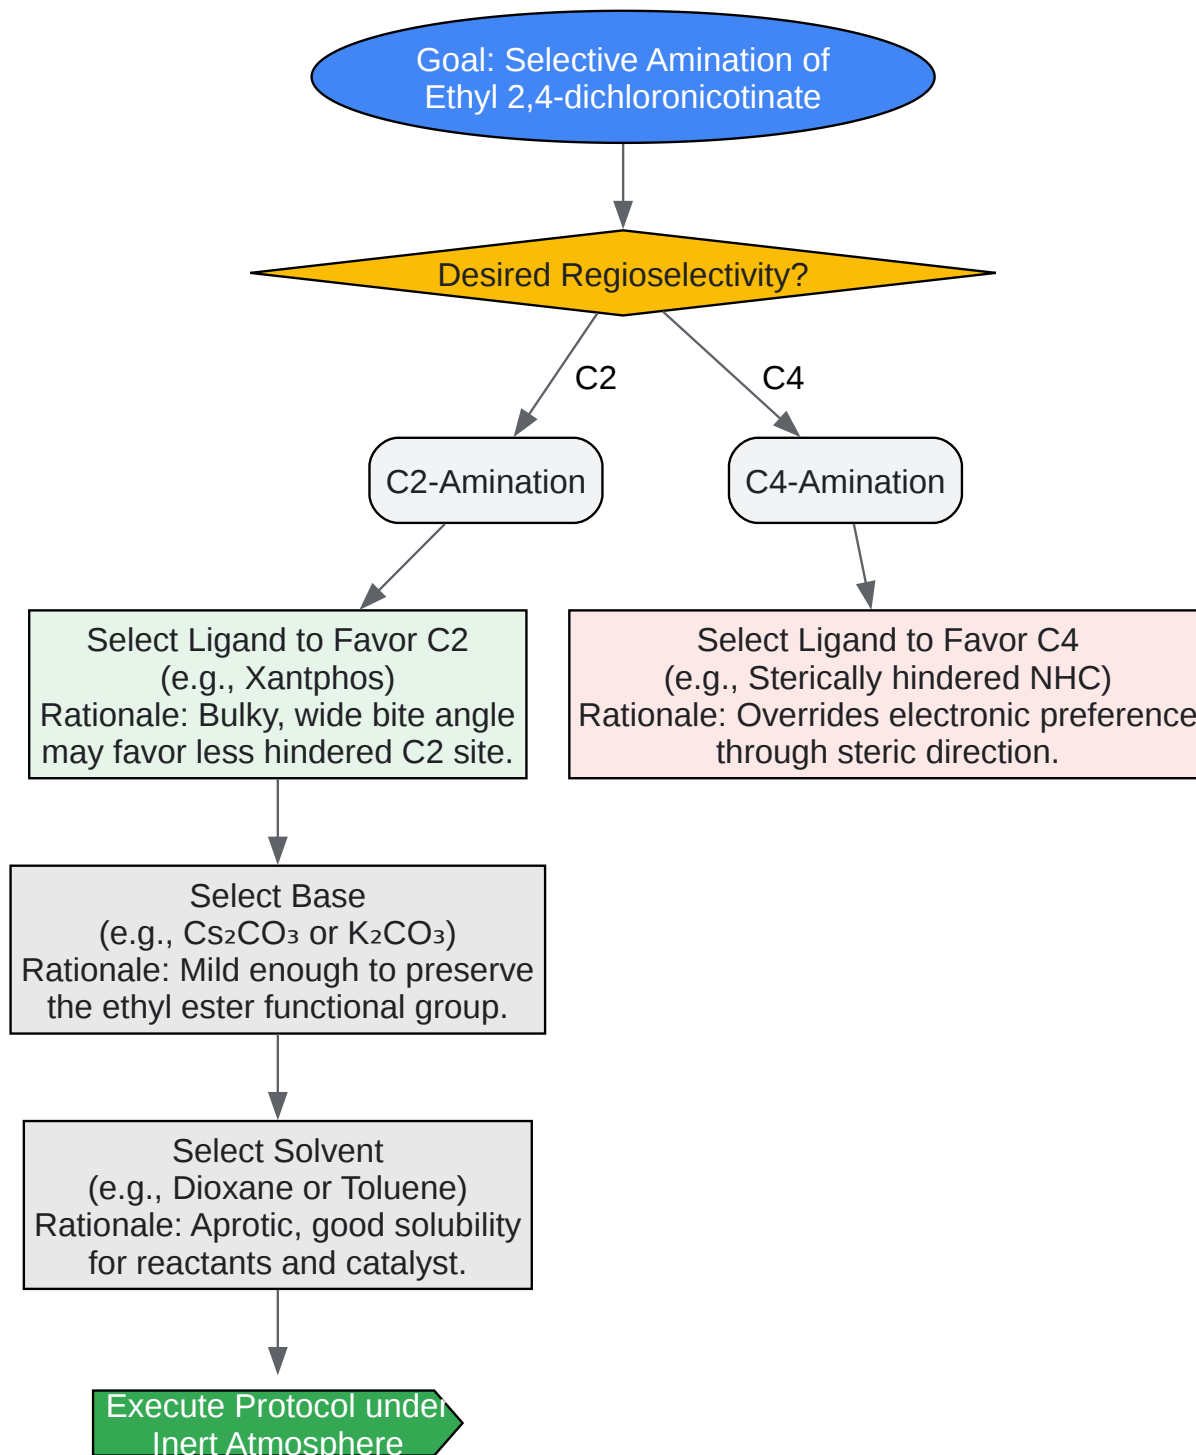 Goal: Selective Amination of
Ethyl 2,4-dichloronicotinate
Desired Regioselectivity?
C2
C4
C2-Amination
C4-Amination
Select Ligand to Favor C2
(e.g., Xantphos)
Rationale: Bulky, wide bite angle
may favor less hindered C2 site.
Select Ligand to Favor C4
(e.g., Sterically hindered NHC)
Rationale: Overrides electronic preference
through steric direction.
Select Base
(e.g., Cs₂CO₃ or K₂CO₃)
Rationale: Mild enough to preserve
the ethyl ester functional group.
Select Solvent
(e.g., Dioxane or Toluene)
Rationale: Aprotic, good solubility
for reactants and catalyst.
Execute Protocol under
Inert Atmosphere